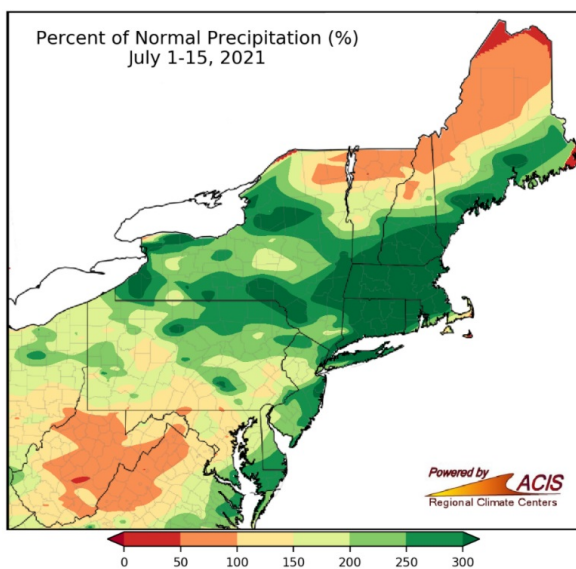 Percent of Normal Precipitation (%)
July 1-15, 2021
Powered by
ACIS
Regional Climate Centers
0 50 100 150 200 250 300